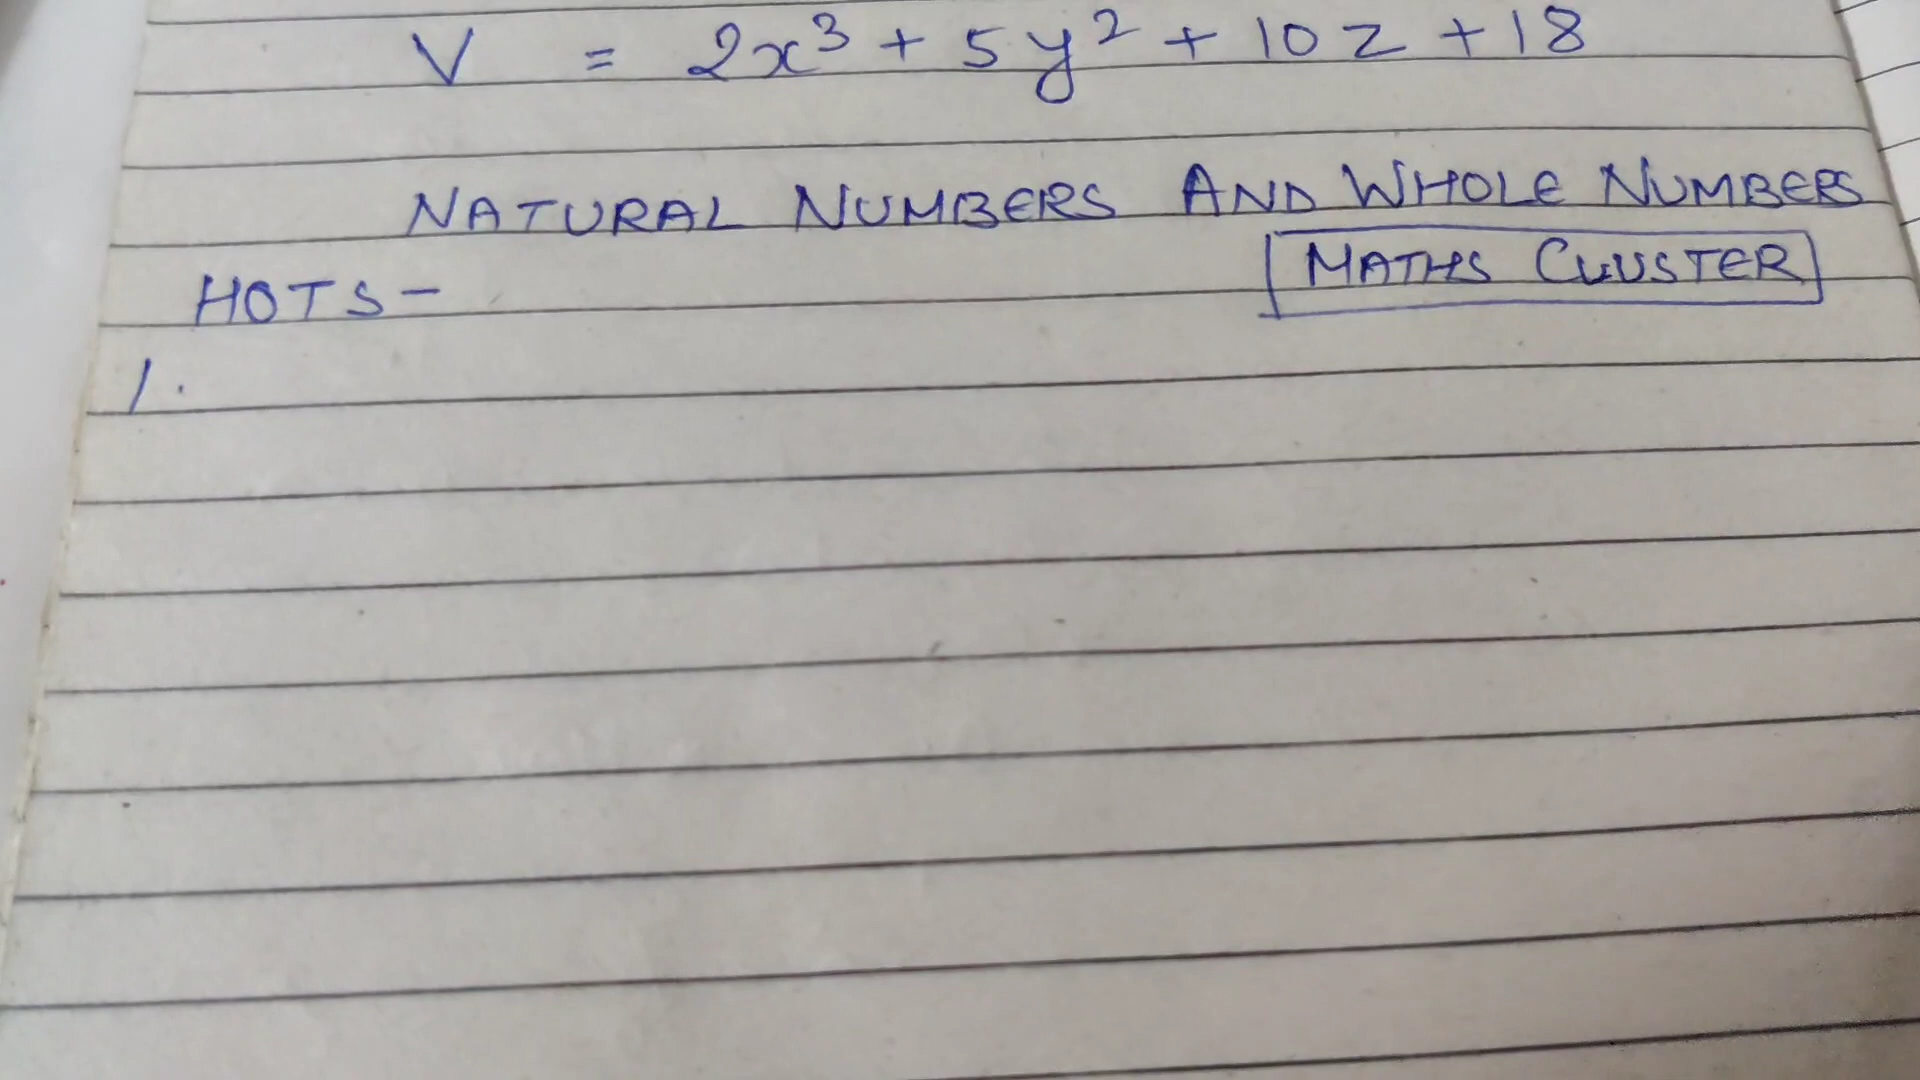 V = 2x³ + 5y² + 10z + 18
NATURAL NUMBERS AND WHOLE NUMBERS
MATHS CLUSTER
HOTS-
1.